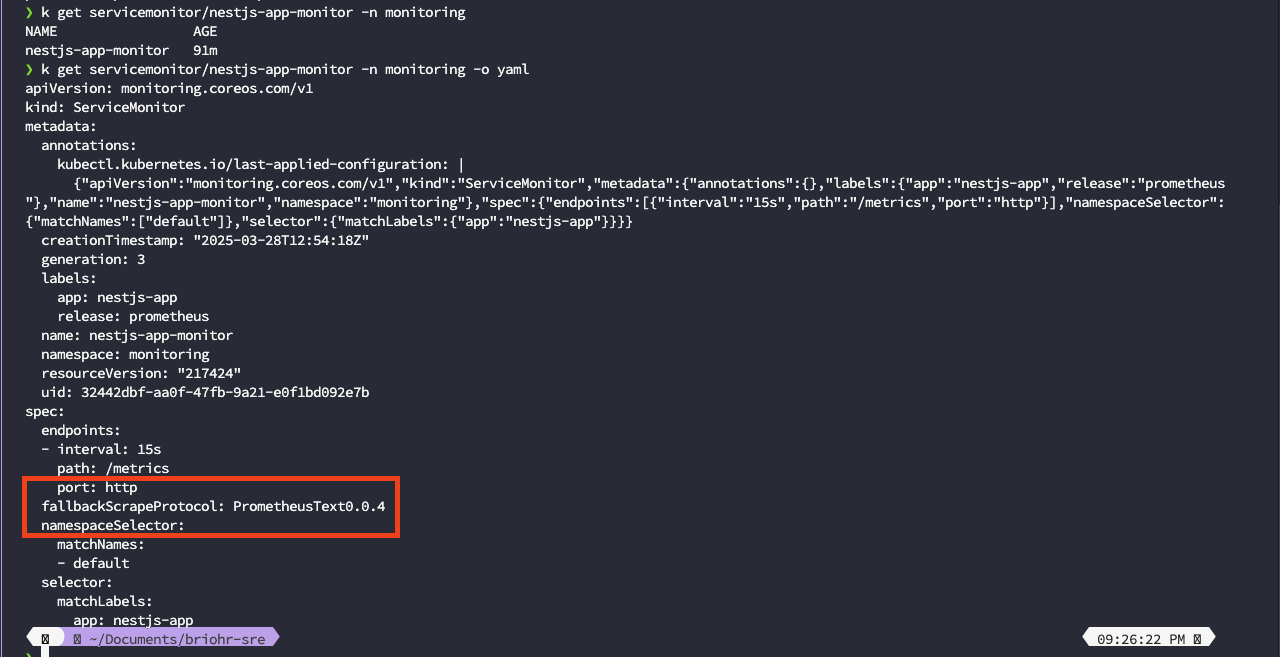 ❯ k get servicemonitor/nestjs-app-monitor -n monitoring
NAME                 AGE
nestjs-app-monitor   91m
❯ k get servicemonitor/nestjs-app-monitor -n monitoring -o yaml
apiVersion: monitoring.coreos.com/v1
kind: ServiceMonitor
metadata:
  annotations:
    kubectl.kubernetes.io/last-applied-configuration: |
      {"apiVersion":"monitoring.coreos.com/v1","kind":"ServiceMonitor","metadata":{"annotations":{},"labels":{"app":"nestjs-app","release":"prometheus
"},"name":"nestjs-app-monitor","namespace":"monitoring"},"spec":{"endpoints":[{"interval":"15s","path":"/metrics","port":"http"}],"namespaceSelector":
{"matchNames":["default"]},"selector":{"matchLabels":{"app":"nestjs-app"}}}}
  creationTimestamp: "2025-03-28T12:54:18Z"
  generation: 3
  labels:
    app: nestjs-app
    release: prometheus
  name: nestjs-app-monitor
  namespace: monitoring
  resourceVersion: "217424"
  uid: 32442dbf-aa0f-47fb-9a21-e0f1bd092e7b
spec:
  endpoints:
  - interval: 15s
    path: /metrics
    port: http
  fallbackScrapeProtocol: PrometheusText0.0.4
  namespaceSelector:
    matchNames:
    - default
  selector:
    matchLabels:
      app: nestjs-app
~/Documents/briohr-sre
09:26:22 PM